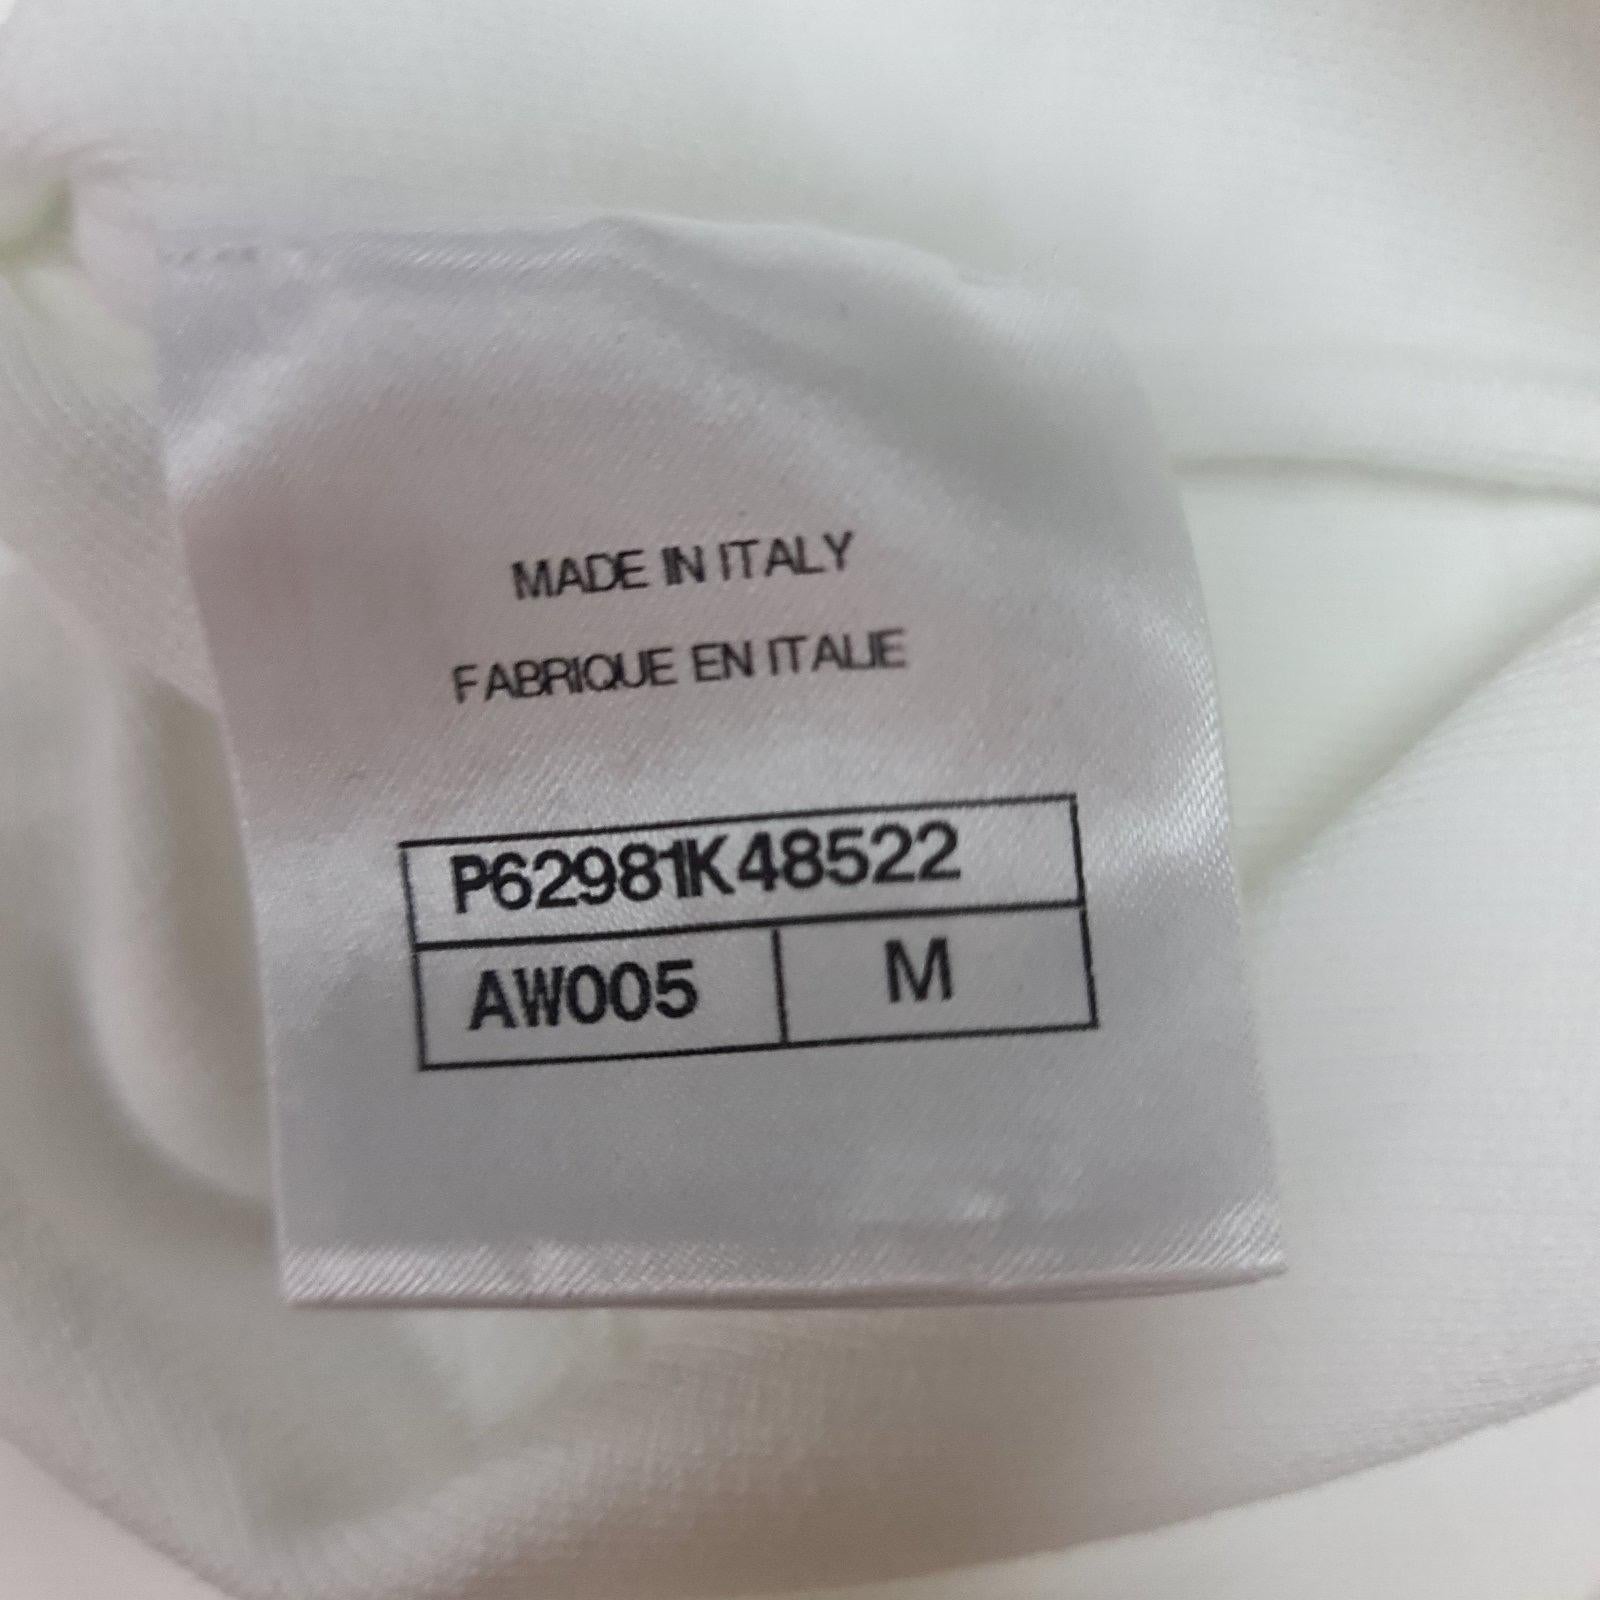 MADE IN ITALY
FABRIQUE EN ITALIE
P62981K48522
AW005 M